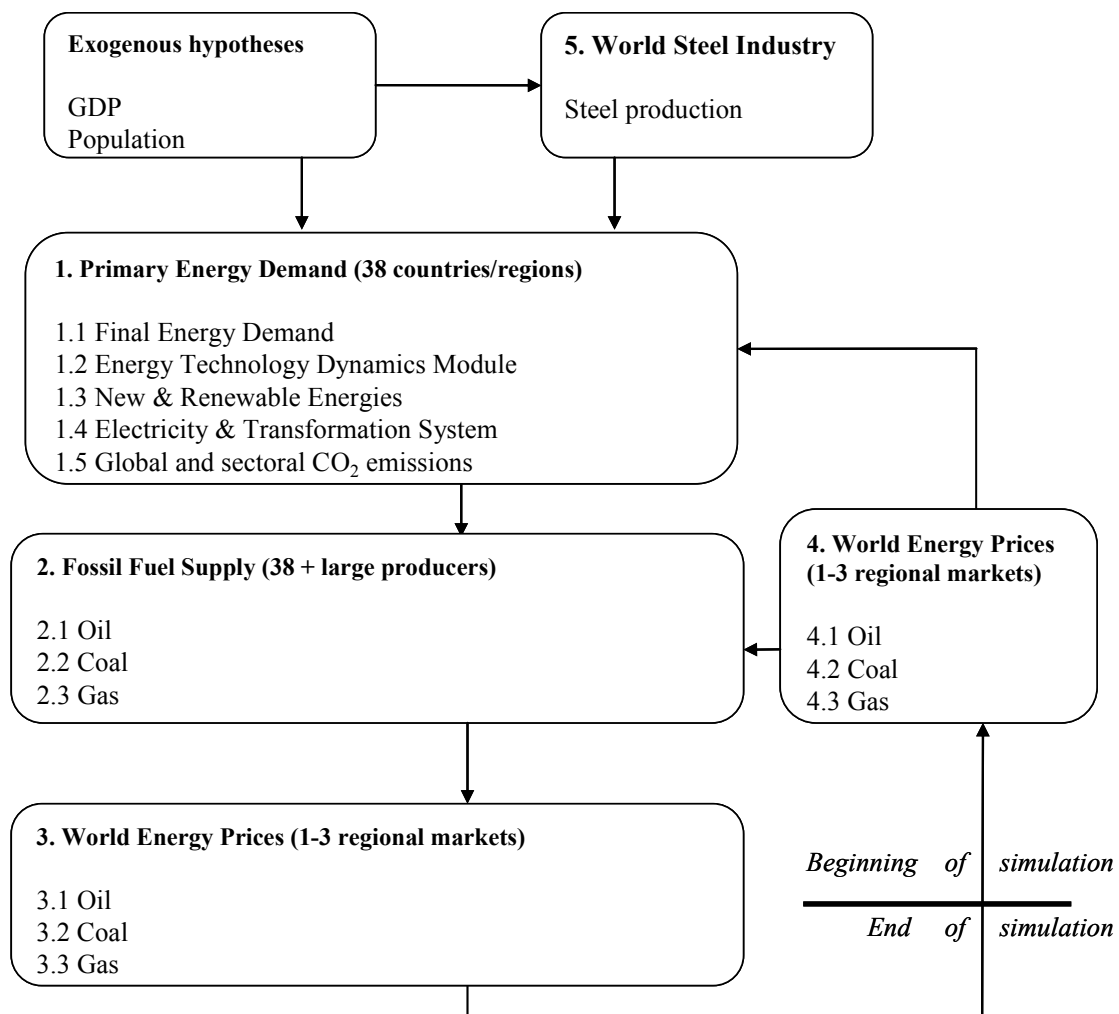 Exogenous hypotheses
GDP
Population
5. World Steel Industry
Steel production
1. Primary Energy Demand (38 countries/regions)
1.1 Final Energy Demand
1.2 Energy Technology Dynamics Module
1.3 New & Renewable Energies
1.4 Electricity & Transformation System
1.5 Global and sectoral CO₂ emissions
2. Fossil Fuel Supply (38 + large producers)
2.1 Oil
2.2 Coal
2.3 Gas
4. World Energy Prices
(1-3 regional markets)
4.1 Oil
4.2 Coal
4.3 Gas
3. World Energy Prices (1-3 regional markets)
3.1 Oil
3.2 Coal
3.3 Gas
Beginning of simulation
End of simulation